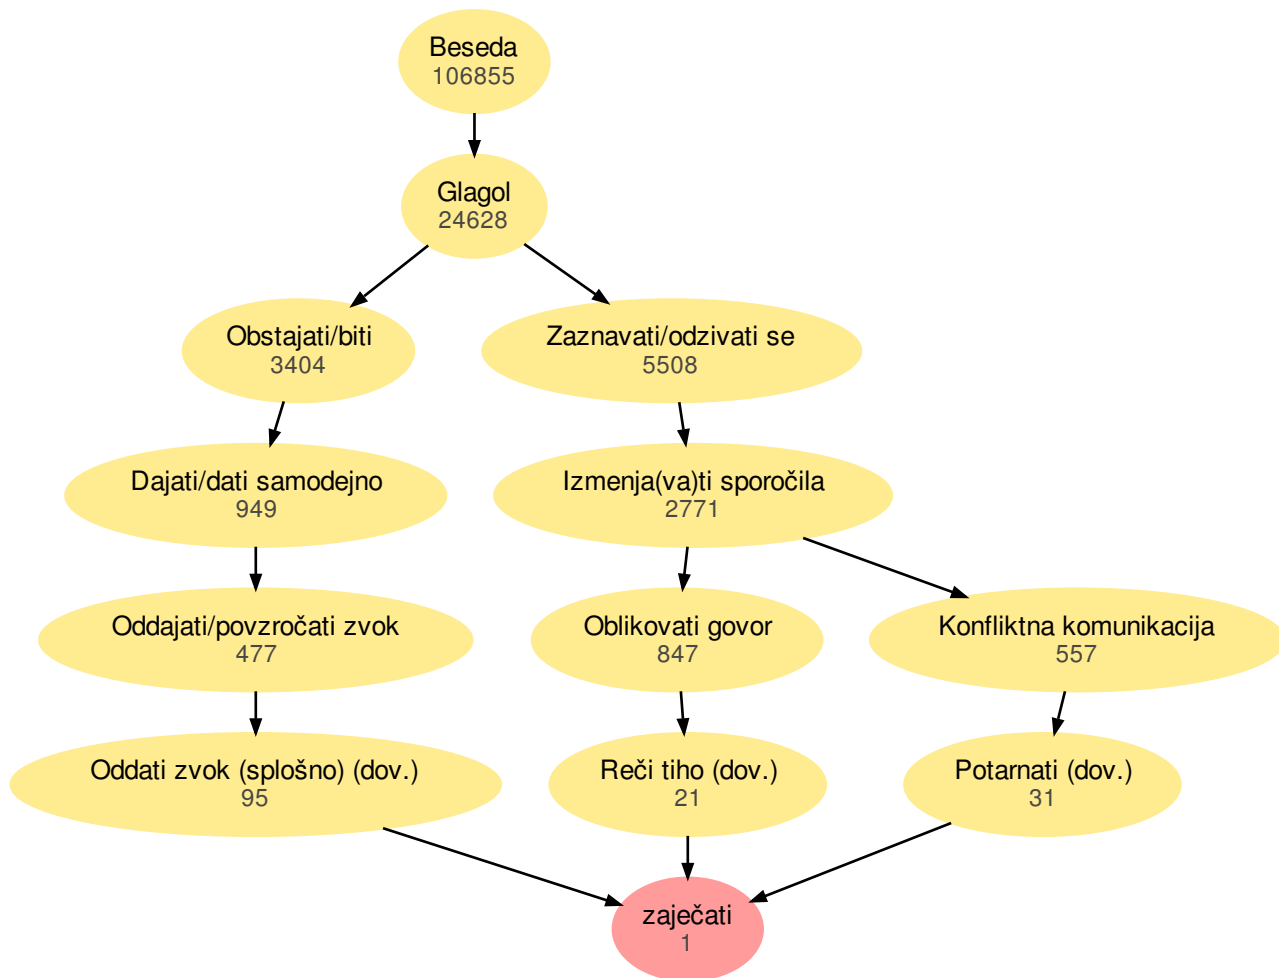 Beseda
106855
Glagol
24628
Obstajati/biti
3404
Zaznavati/odzivati se
5508
Dajati/dati samodejno
949
Izmenja(va)ti sporočila
2771
Oddajati/povzročati zvok
477
Oblikovati govor
847
Konfliktna komunikacija
557
Oddati zvok (splošno) (dov.)
95
Reči tiho (dov.)
21
Potarnati (dov.)
31
zaječati
1